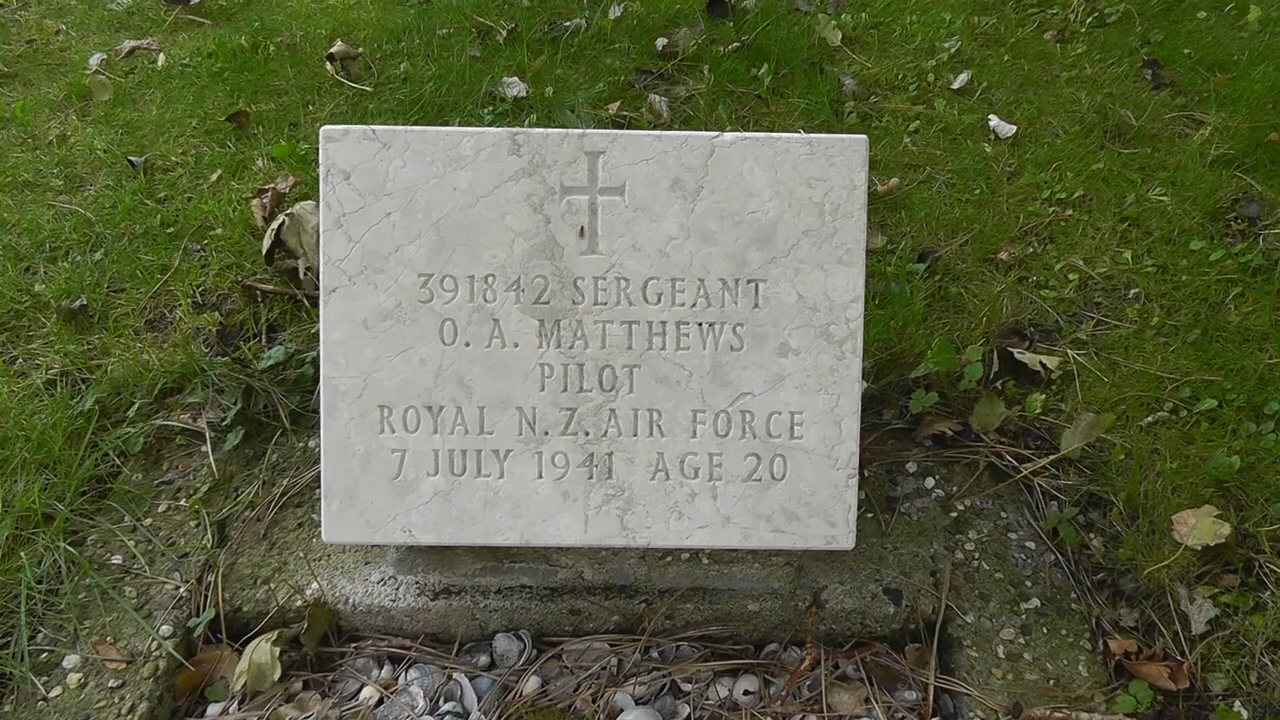 391842 SERGEANT
O. A. MATTHEWS
PILOT
ROYAL N.Z. AIR FORCE
7 JULY 1941 AGE 20